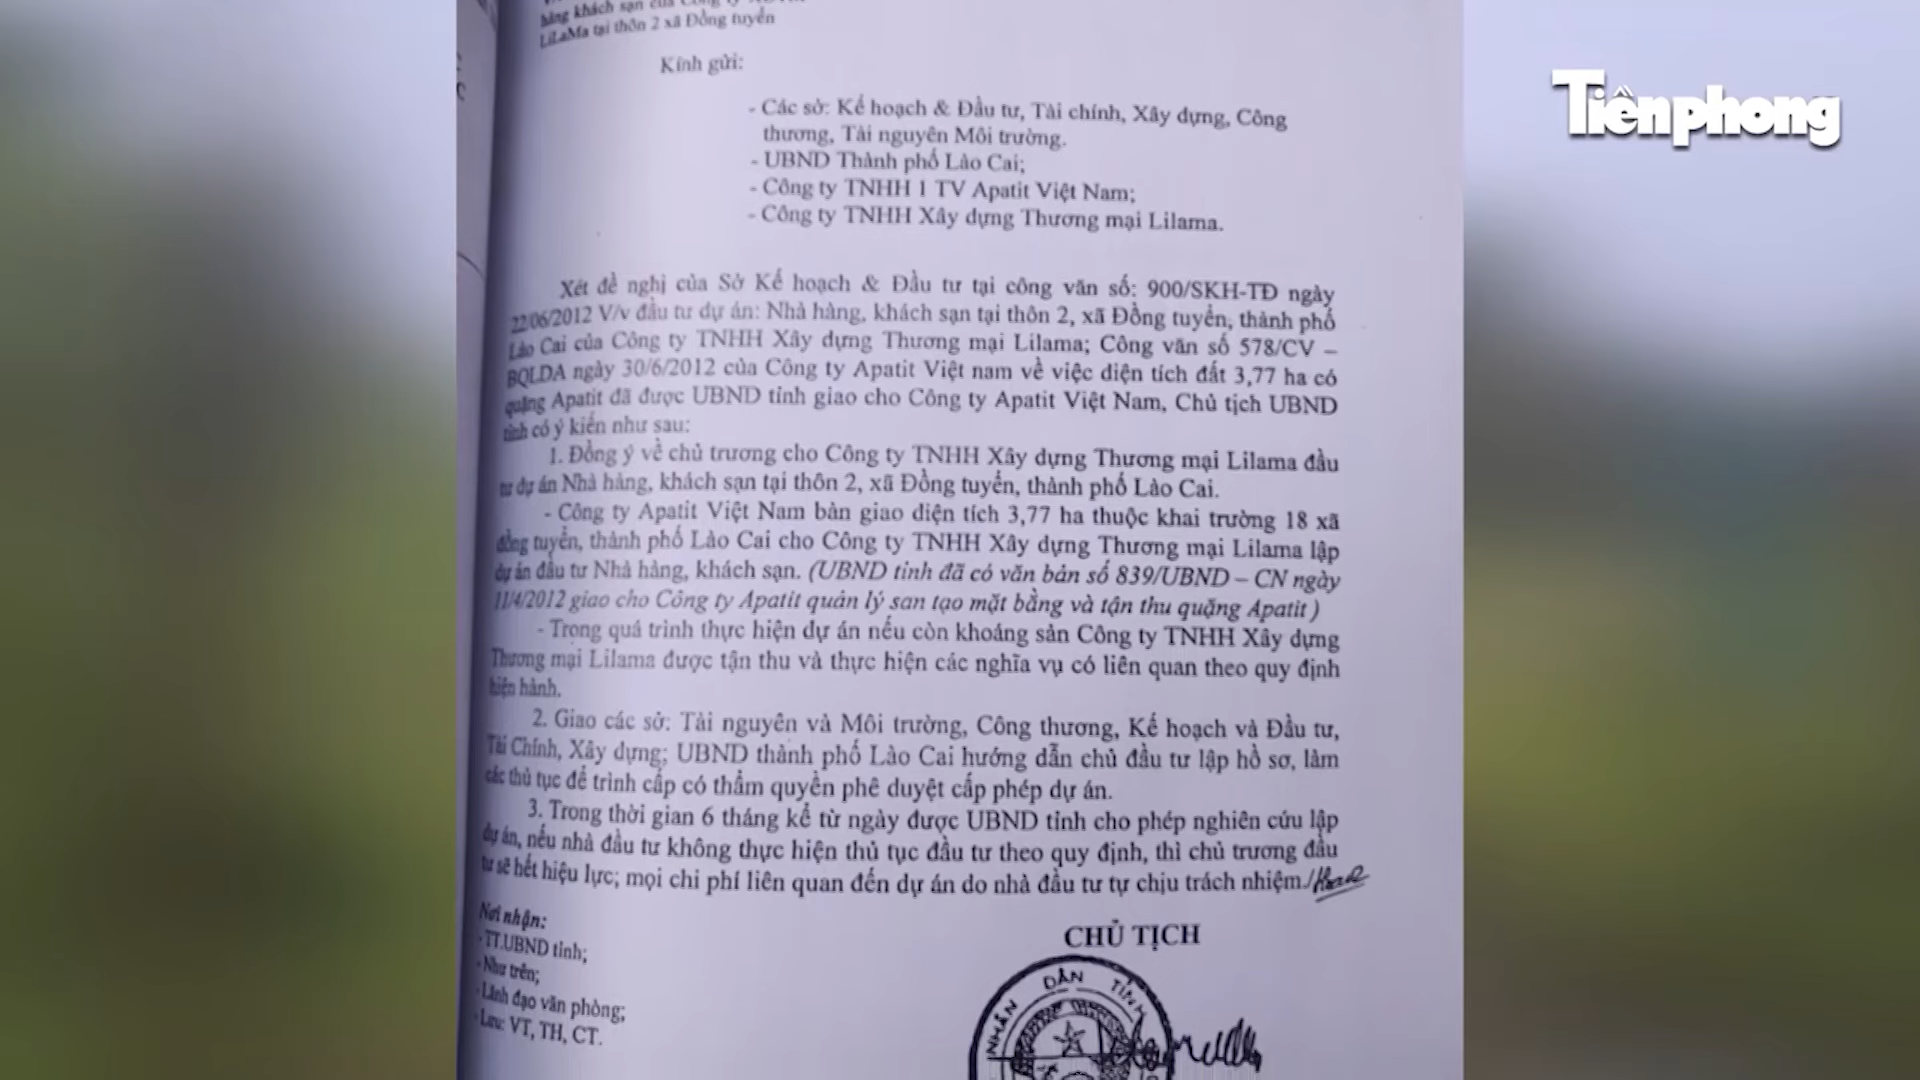 hàng khách sạn của Công ty
LiLaMa tại thôn 2 xã Đồng tuyển
Kính gửi:
- Các sở: Kế hoạch & Đầu tư, Tài chính, Xây dựng, Công
thương, Tài nguyên Môi trường.
- UBND Thành phố Lào Cai;
- Công ty TNHH 1 TV Apatit Việt Nam;
- Công ty TNHH Xây dựng Thương mại Lilama.
Tiền phong
Xét đề nghị của Sở Kế hoạch & Đầu tư tại công văn số: 900/SKH-TĐ ngày
22/06/2012 V/v đầu tư dự án: Nhà hàng, khách sạn tại thôn 2, xã Đồng tuyển, thành phố
Lào Cai của Công ty TNHH Xây dựng Thương mại Lilama; Công văn số 578/CV –
BQLDA ngày 30/6/2012 của Công ty Apatit Việt nam về việc diện tích đất 3,77 ha có
quặng Apatit đã được UBND tỉnh giao cho Công ty Apatit Việt Nam, Chủ tịch UBND
tỉnh có ý kiến như sau:
1. Đồng ý về chủ trương cho Công ty TNHH Xây dựng Thương mại Lilama đầu
tư dự án Nhà hàng, khách sạn tại thôn 2, xã Đồng tuyển, thành phố Lào Cai.
- Công ty Apatit Việt Nam bàn giao diện tích 3,77 ha thuộc khai trường 18 xã
đồng tuyển, thành phố Lào Cai cho Công ty TNHH Xây dựng Thương mại Lilama lập
dự án đầu tư Nhà hàng, khách sạn. (UBND tỉnh đã có văn bản số 839/UBND – CN ngày
11/4/2012 giao cho Công ty Apatit quản lý san tạo mặt bằng và tận thu quặng Apatit )
- Trong quá trình thực hiện dự án nếu còn khoáng sản Công ty TNHH Xây dựng
Thương mại Lilama được tận thu và thực hiện các nghĩa vụ có liên quan theo quy định
hiện hành.
2. Giao các sở: Tài nguyên và Môi trường, Công thương, Kế hoạch và Đầu tư,
Tài Chính, Xây dựng; UBND thành phố Lào Cai hướng dẫn chủ đầu tư lập hồ sơ, làm
các thủ tục để trình cấp có thẩm quyền phê duyệt cấp phép dự án.
3. Trong thời gian 6 tháng kể từ ngày được UBND tỉnh cho phép nghiên cứu lập
dự án, nếu nhà đầu tư không thực hiện thủ tục đầu tư theo quy định, thì chủ trương đầu
tư sẽ hết hiệu lực; mọi chi phí liên quan đến dự án do nhà đầu tư tự chịu trách nhiệm./
Nơi nhận:
- TT.UBND tỉnh;
- Như trên;
- Lãnh đạo văn phòng;
- Lưu: VT, TH, CT.
CHỦ TỊCH
NHÂN DÂN TỈNH